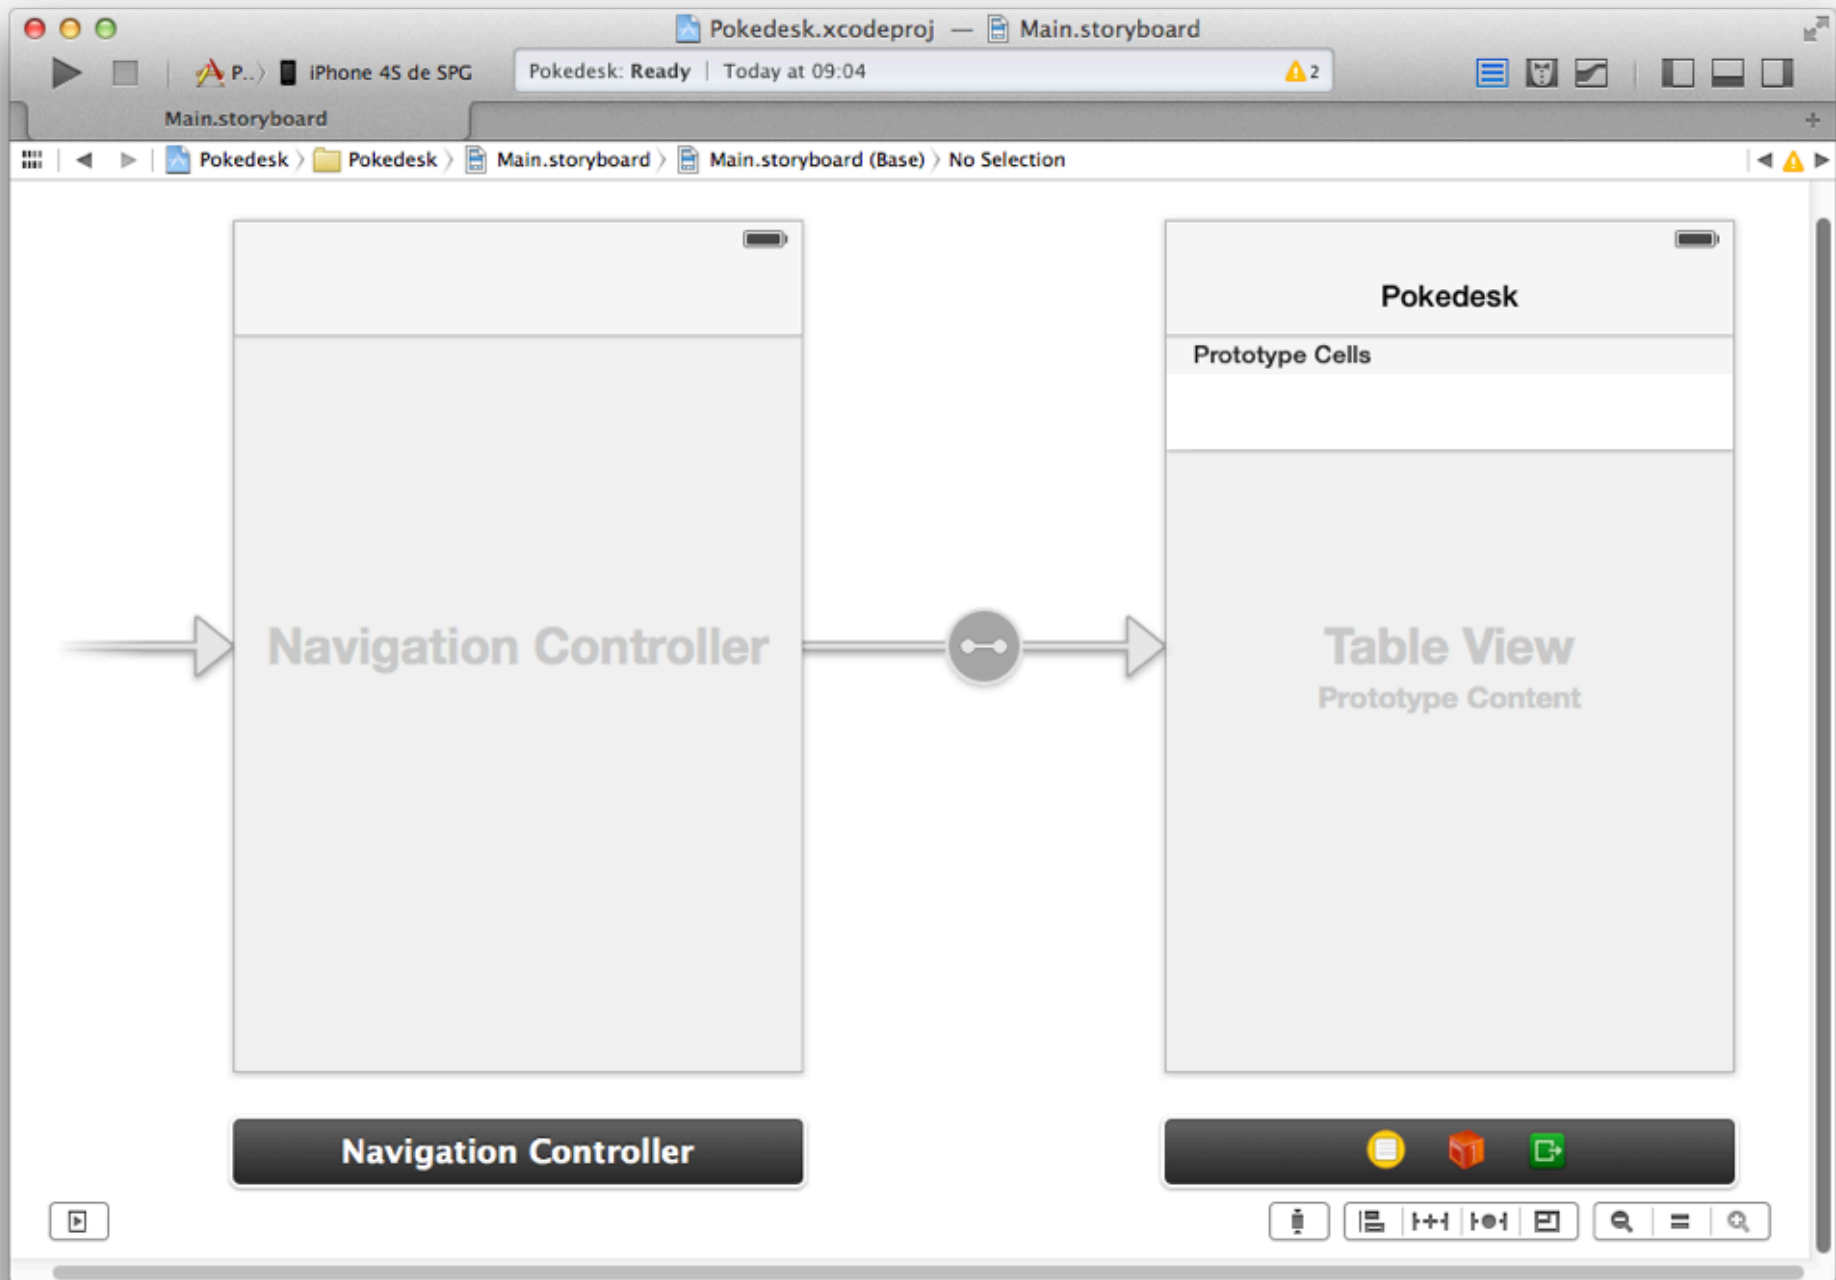 Pokedesk.xcodeproj — Main.storyboard
P.. iPhone 4S de SPG
Pokedesk: Ready | Today at 09:04
2
Main.storyboard
Pokedesk Pokedesk Main.storyboard Main.storyboard (Base) No Selection
Pokedesk
Prototype Cells
Navigation Controller
Table View
Prototype Content
Navigation Controller